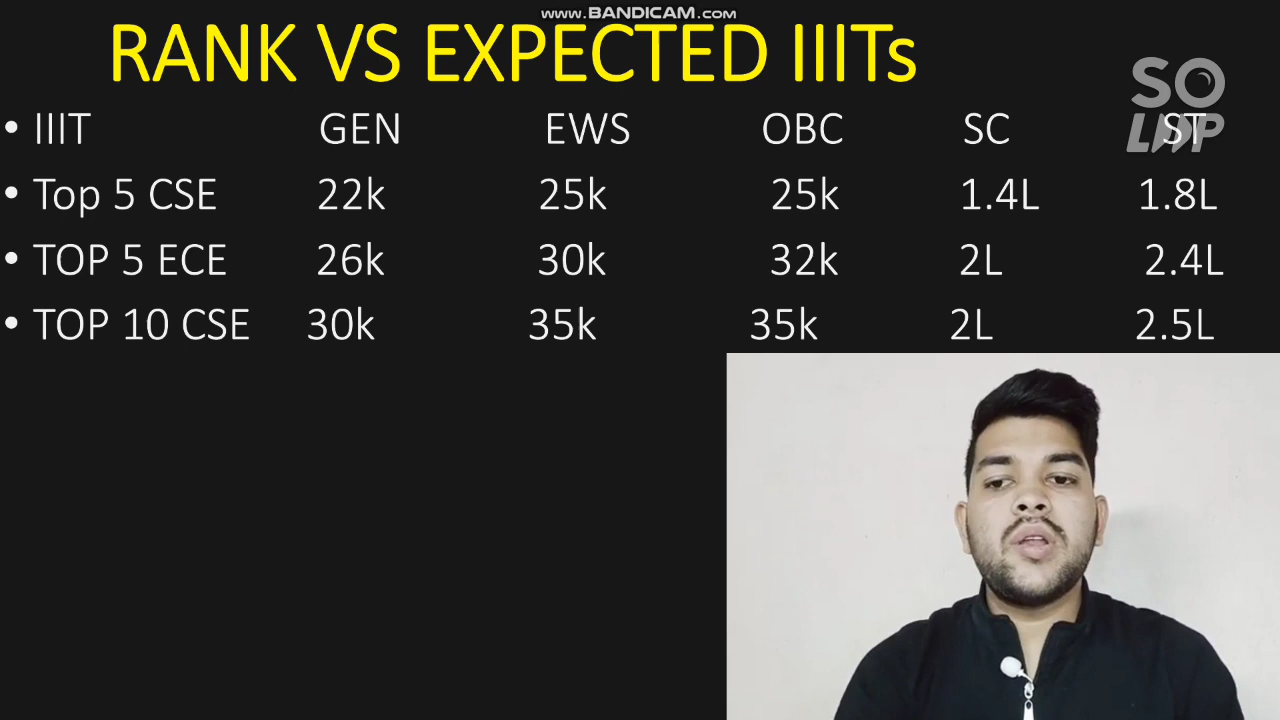 www.BANDICAM.com
RANK VS EXPECTED IIITs
SO
LMP
• IIIT GEN EWS OBC SC ST
• Top 5 CSE 22k 25k 25k 1.4L 1.8L
• TOP 5 ECE 26k 30k 32k 2L 2.4L
• TOP 10 CSE 30k 35k 35k 2L 2.5L